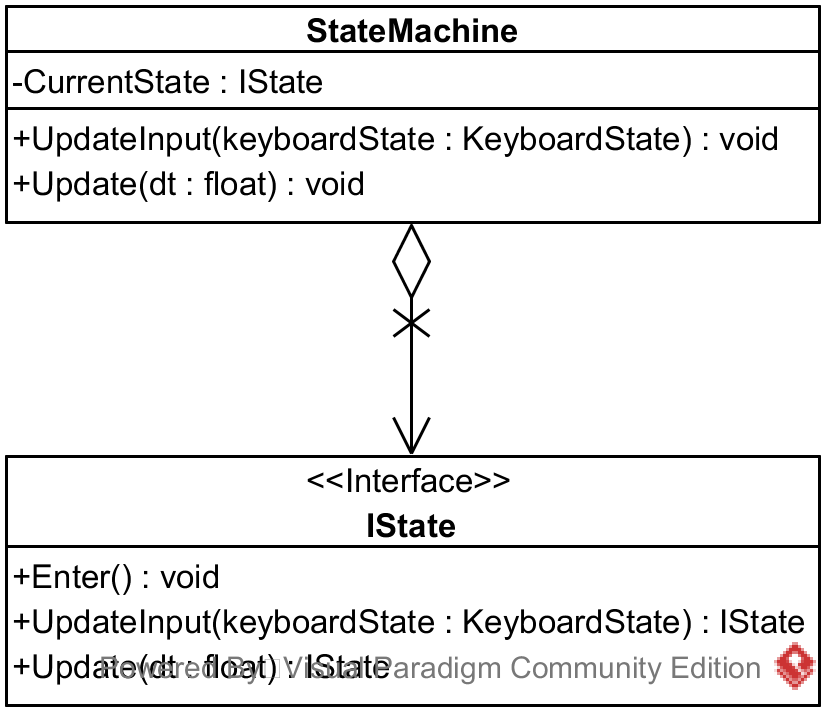 StateMachine
-CurrentState : IState
+UpdateInput(keyboardState : KeyboardState) : void
+Update(dt : float) : void
<<Interface>>
IState
+Enter() : void
+UpdateInput(keyboardState : KeyboardState) : IState
+Update(dt : float) : IState
Powered By Visual Paradigm Community Edition